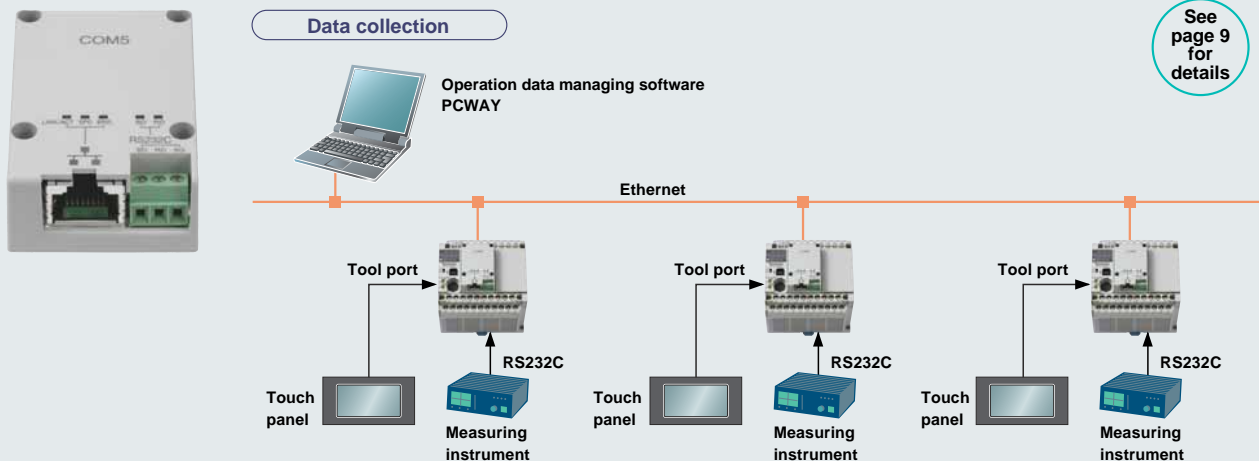 COM5
RS232C
Data collection
See
page 9
for
details
Operation data managing software
PCWAY
Ethernet
Tool port
Tool port
Tool port
RS232C
RS232C
RS232C
Touch
panel
Touch
panel
Touch
panel
Measuring
instrument
Measuring
instrument
Measuring
instrument